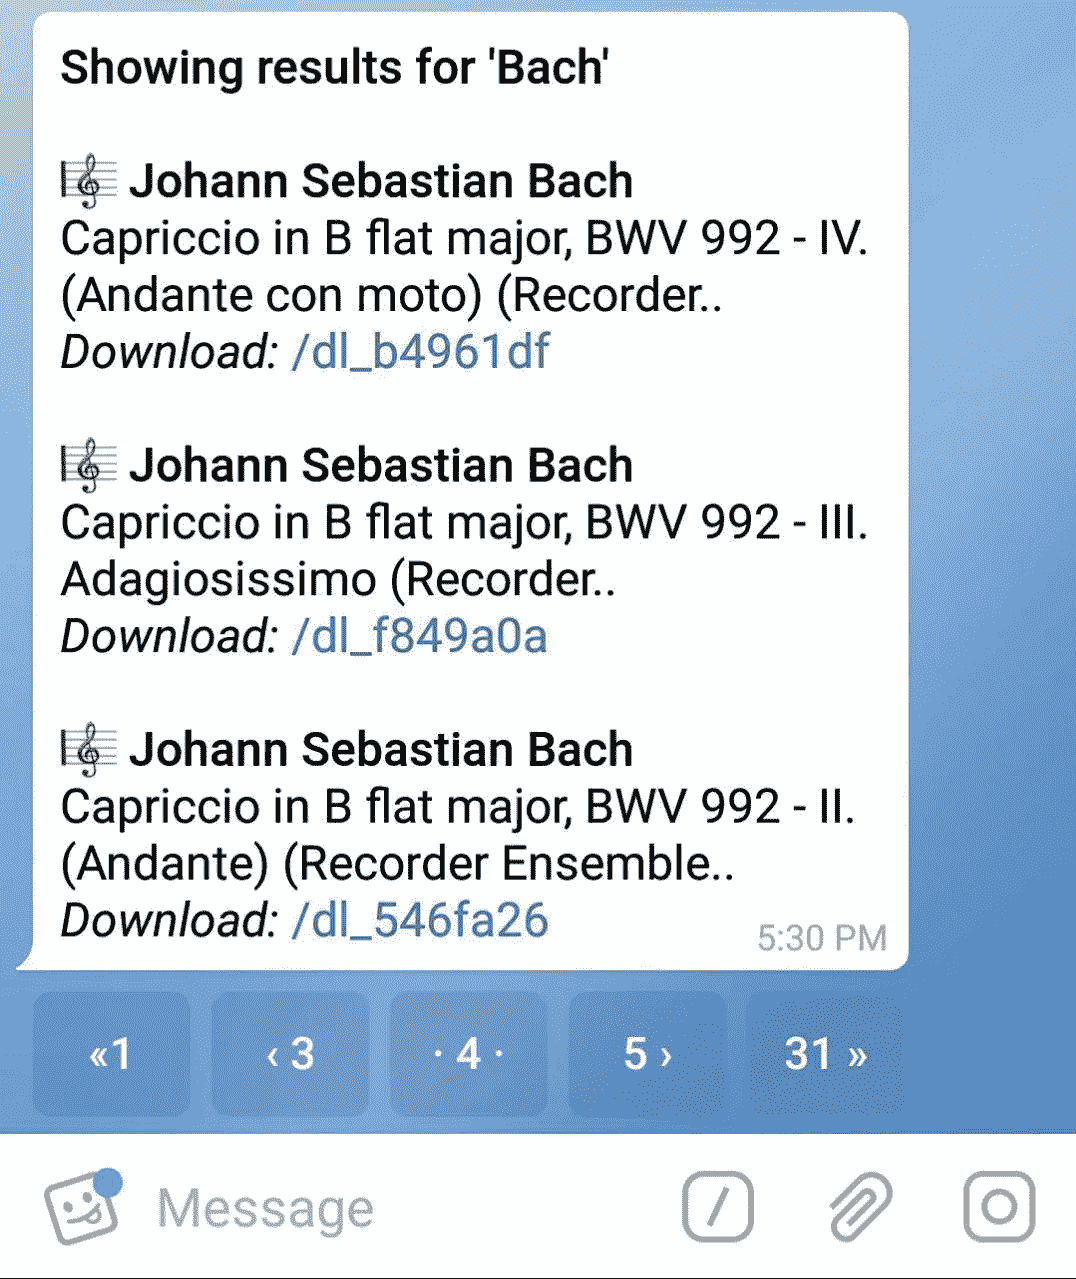 Showing results for 'Bach'
🎼 Johann Sebastian Bach
Capriccio in B flat major, BWV 992 - IV.
(Andante con moto) (Recorder..
Download: /dl_b4961df
🎼 Johann Sebastian Bach
Capriccio in B flat major, BWV 992 - III.
Adagiosissimo (Recorder..
Download: /dl_f849a0a
🎼 Johann Sebastian Bach
Capriccio in B flat major, BWV 992 - II.
(Andante) (Recorder Ensemble..
Download: /dl_546fa26
5:30 PM
«1 ‹ 3 · 4 · 5 › 31 »
Message